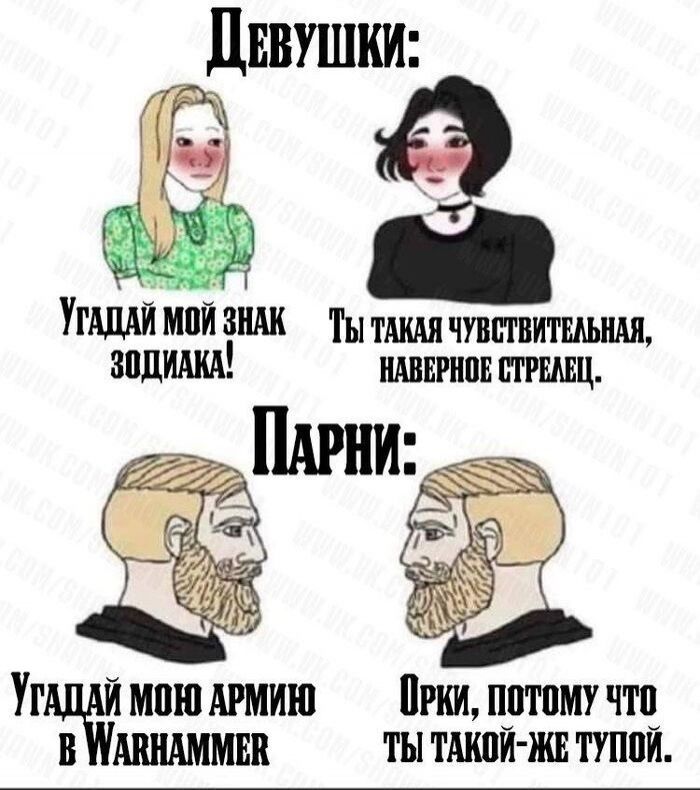 Девушки:
Угадай мой знак
зодиака!
Ты такая чувствительная,
наверное стрелец.
Парни:
Угадай мою армию
в Warhammer
Орки, потому что
ты такой-же тупой.